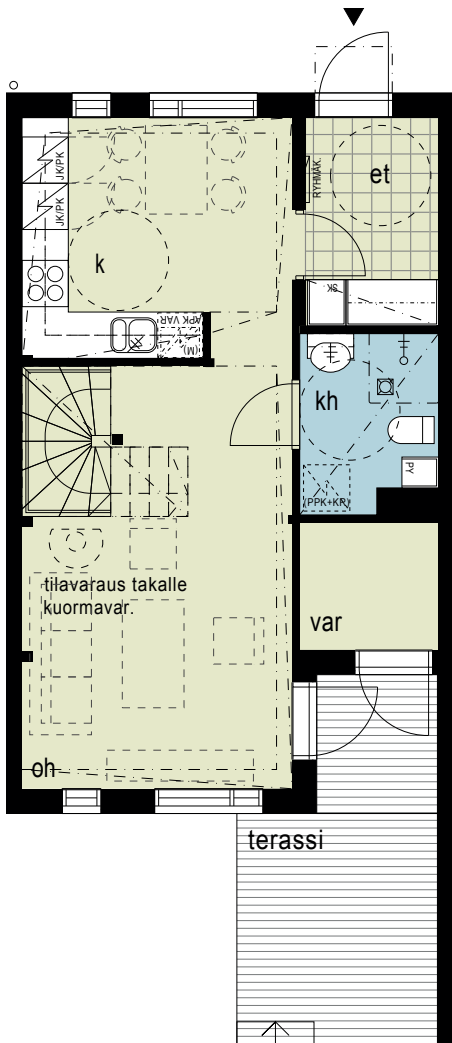 JK/PK
JK/PK
RYHMÄK.
et
k
SK
APK VAR
(M)
kh
PY
(PPK+KR)
tilavaraus takalle
kuormavar.
var
oh
terassi